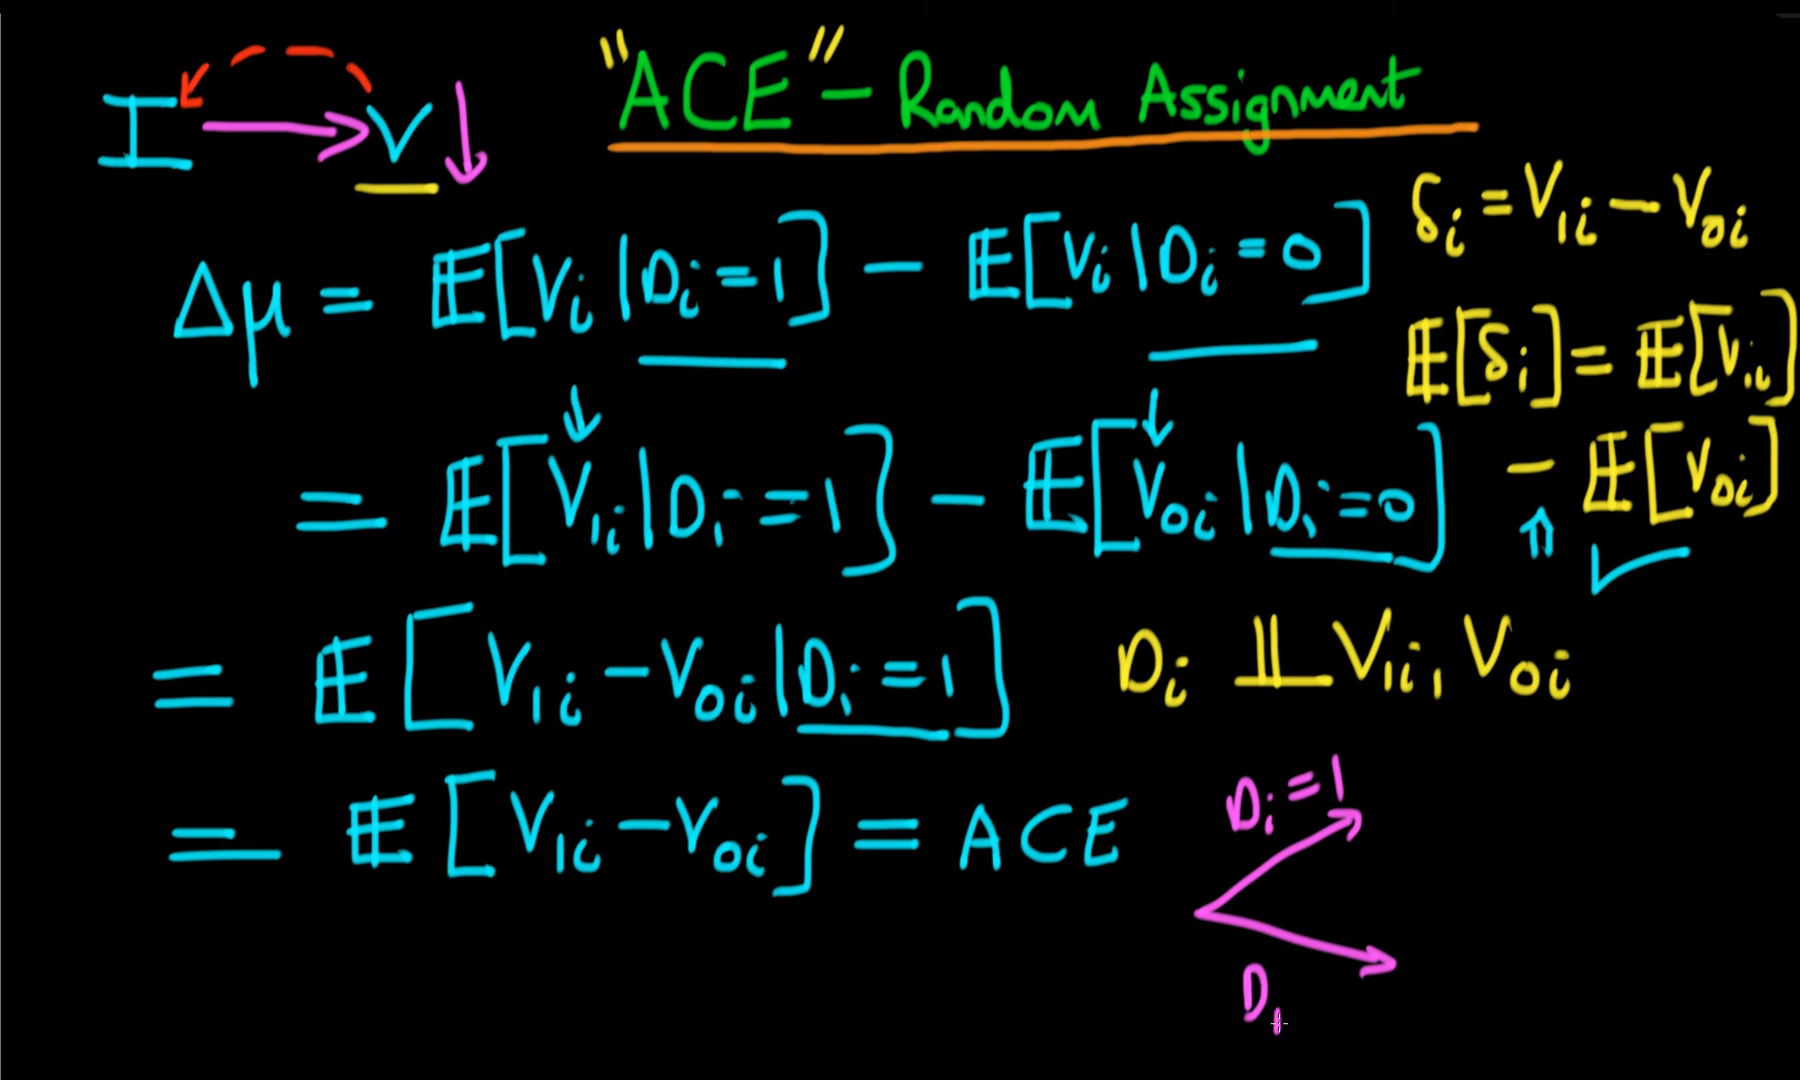 "ACE" – Random Assignment
I → V ↓
δᵢ = V₁ᵢ – V₀ᵢ
Δμ = 𝔼[Vᵢ | Dᵢ = 1] – 𝔼[Vᵢ | Dᵢ = 0]
𝔼[δᵢ] = 𝔼[V₁ᵢ]
– 𝔼[V₀ᵢ]
= 𝔼[V₁ᵢ | Dᵢ = 1] – 𝔼[V₀ᵢ | Dᵢ = 0]
= 𝔼[V₁ᵢ – V₀ᵢ | Dᵢ = 1]
Dᵢ ⫫ V₁ᵢ, V₀ᵢ
= 𝔼[V₁ᵢ – V₀ᵢ] = ACE
Dᵢ = 1
Dᵢ